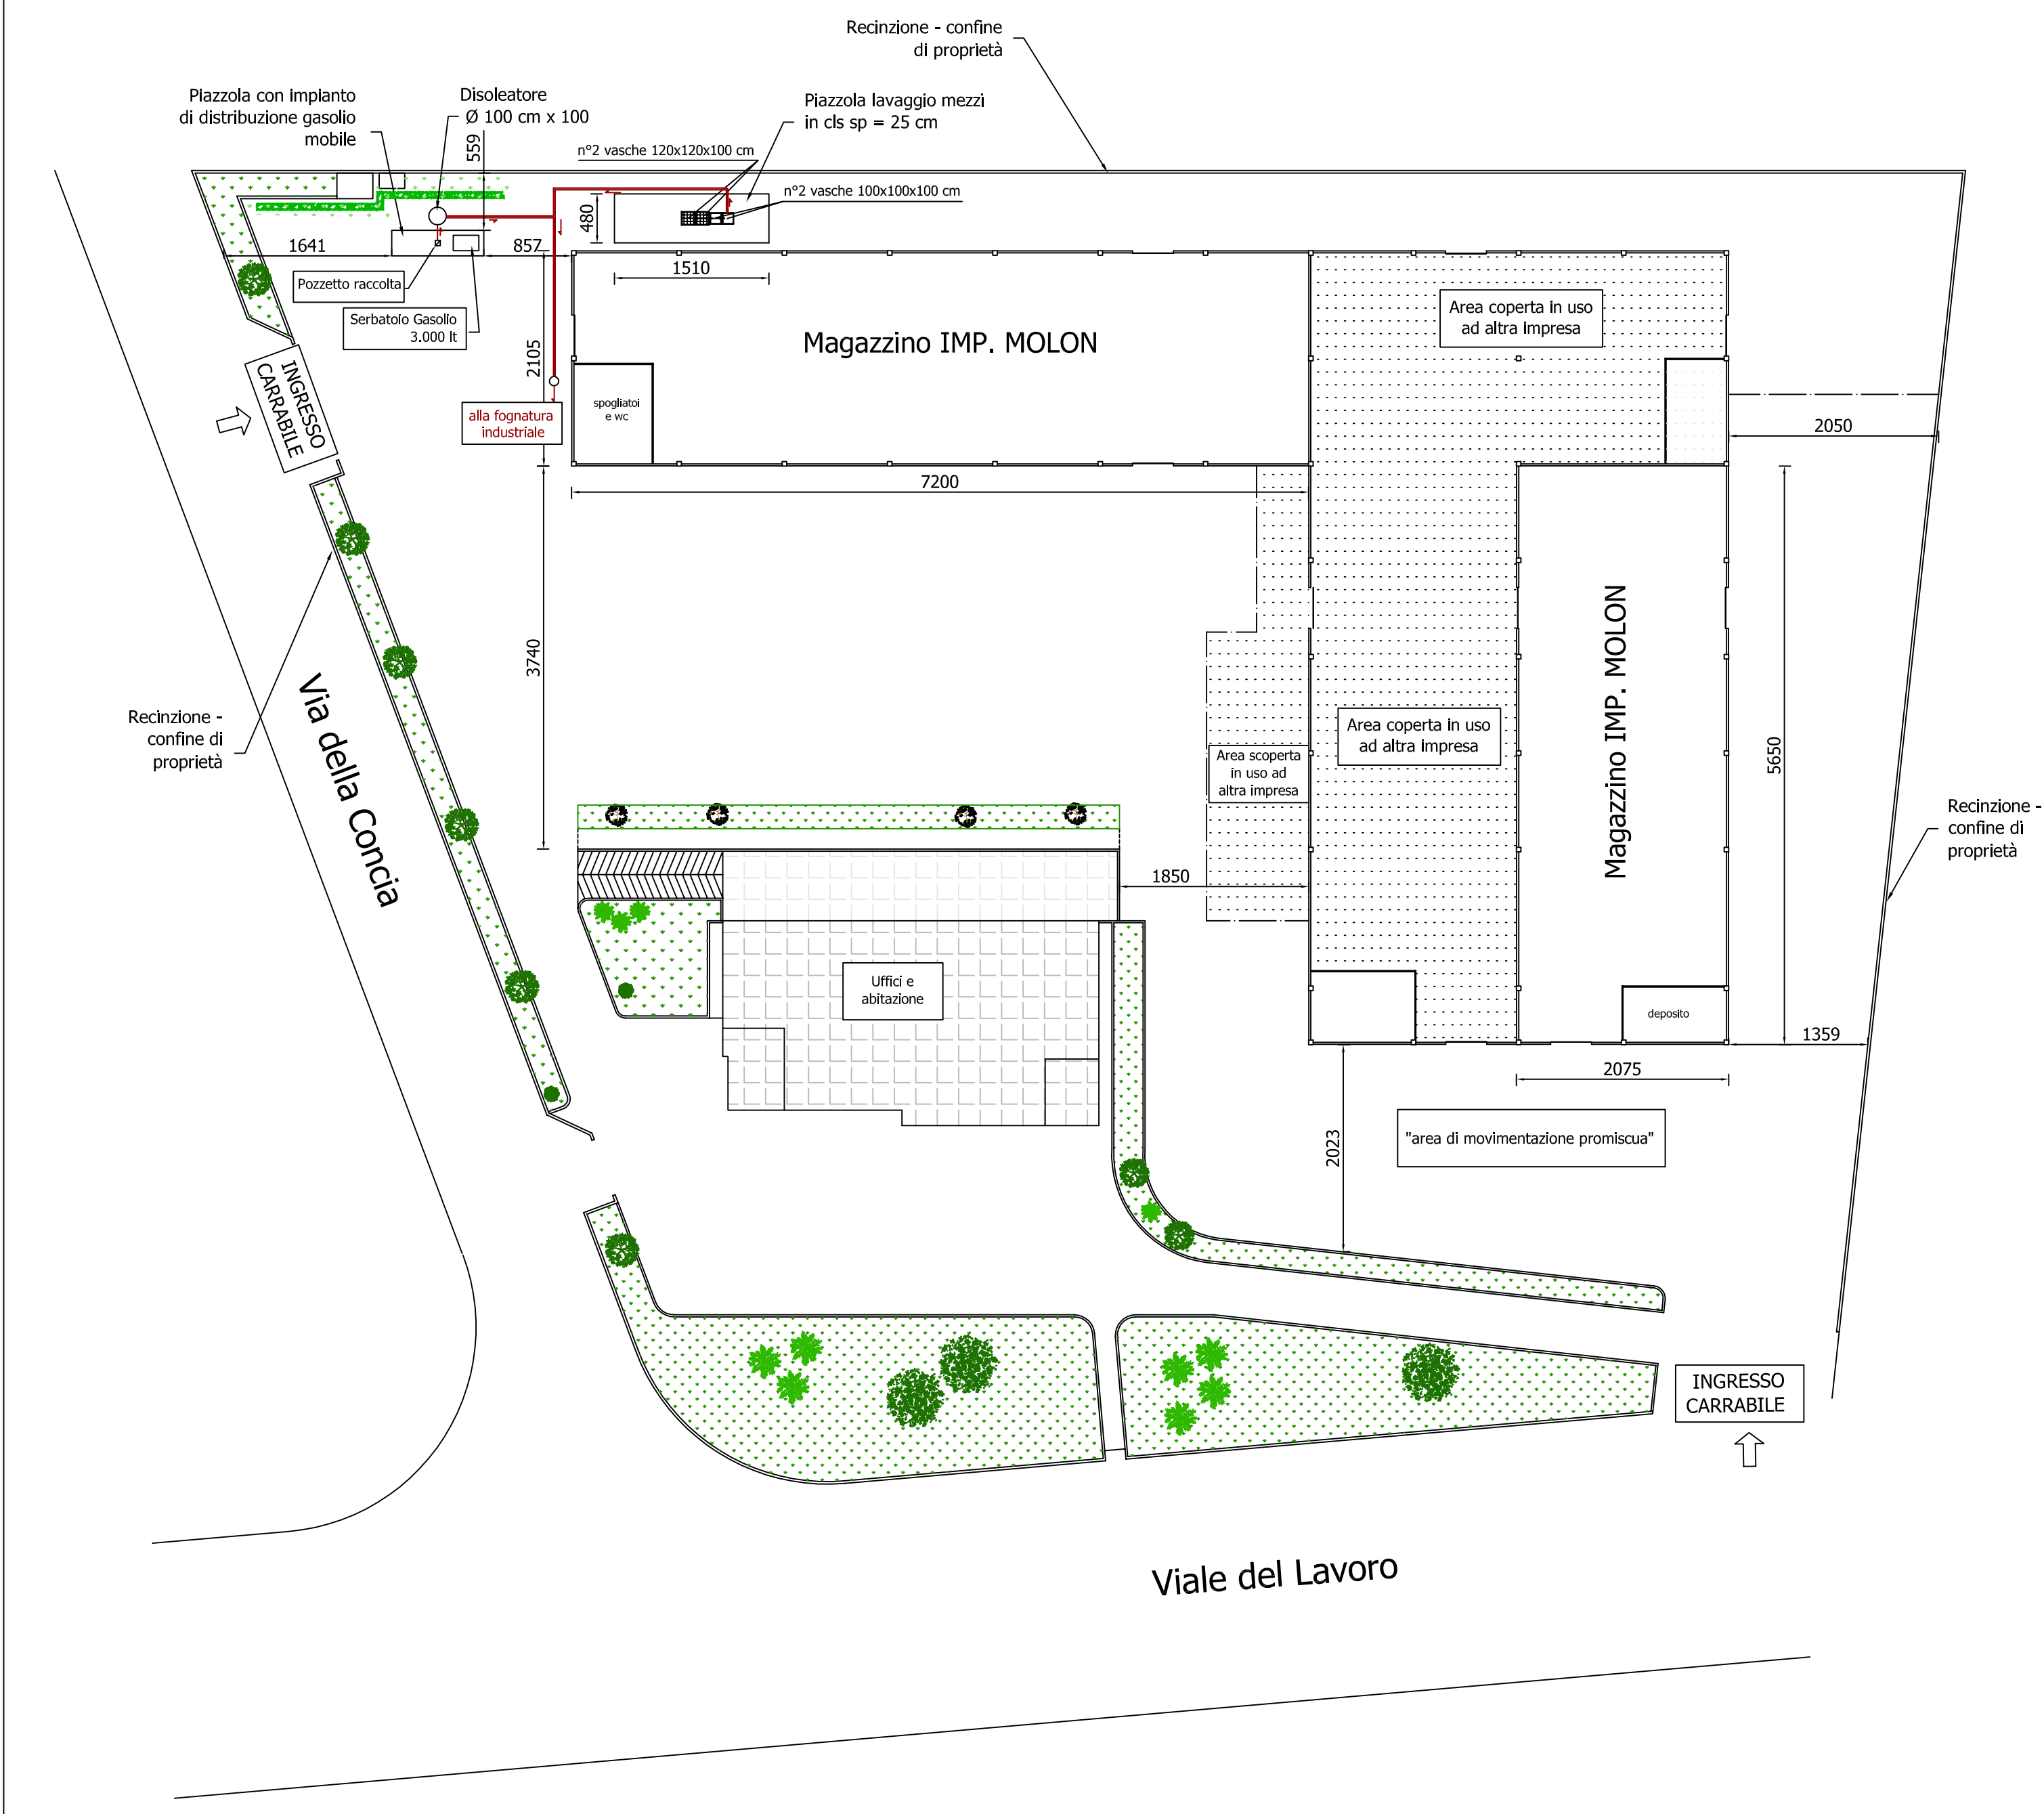 Recinzione - confine
di proprietà
Piazzola con impianto
di distribuzione gasolio
mobile
Disoleatore
Ø 100 cm x 100
Piazzola lavaggio mezzi
in cls sp = 25 cm
559
n°2 vasche 120x120x100 cm
n°2 vasche 100x100x100 cm
480
1641
857
1510
Pozzetto raccolta
Serbatoio Gasolio
3.000 lt
2105
Magazzino IMP. MOLON
Area coperta in uso
ad altra impresa
INGRESSO
CARRABILE
spogliatoi
e wc
alla fognatura
industriale
2050
7200
3740
Via della Concia
Recinzione -
confine di
proprietà
Area scoperta
in uso ad
altra impresa
Area coperta in uso
ad altra impresa
Magazzino IMP. MOLON
5650
Recinzione -
confine di
proprietà
1850
Uffici e
abitazione
deposito
1359
2075
2023
"area di movimentazione promiscua"
INGRESSO
CARRABILE
Viale del Lavoro